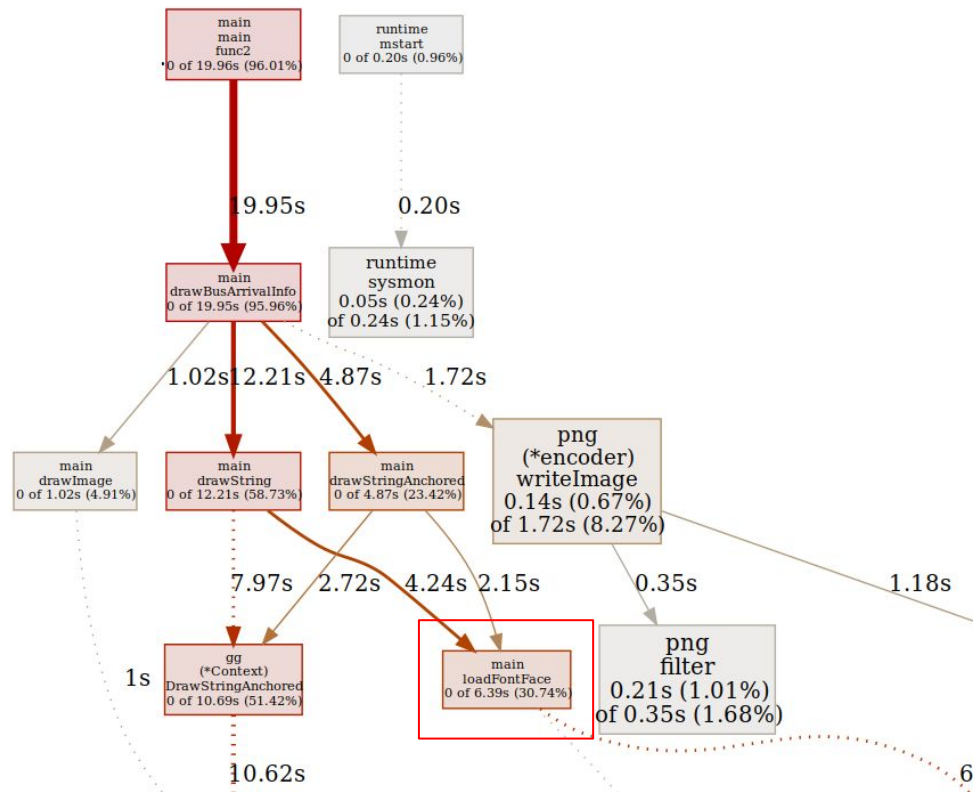 main
main
func2
0 of 19.96s (96.01%)
runtime
mstart
0 of 0.20s (0.96%)
19.95s
0.20s
main
drawBusArrivalInfo
0 of 19.95s (95.96%)
runtime
sysmon
0.05s (0.24%)
of 0.24s (1.15%)
1.02s
12.21s
4.87s
1.72s
main
drawImage
0 of 1.02s (4.91%)
main
drawString
0 of 12.21s (58.73%)
main
drawStringAnchored
0 of 4.87s (23.42%)
png
(*encoder)
writeImage
0.14s (0.67%)
of 1.72s (8.27%)
7.97s
2.72s
4.24s
2.15s
0.35s
1.18s
1s
gg
(*Context)
DrawStringAnchored
0 of 10.69s (51.42%)
main
loadFontFace
0 of 6.39s (30.74%)
png
filter
0.21s (1.01%)
of 0.35s (1.68%)
10.62s
6